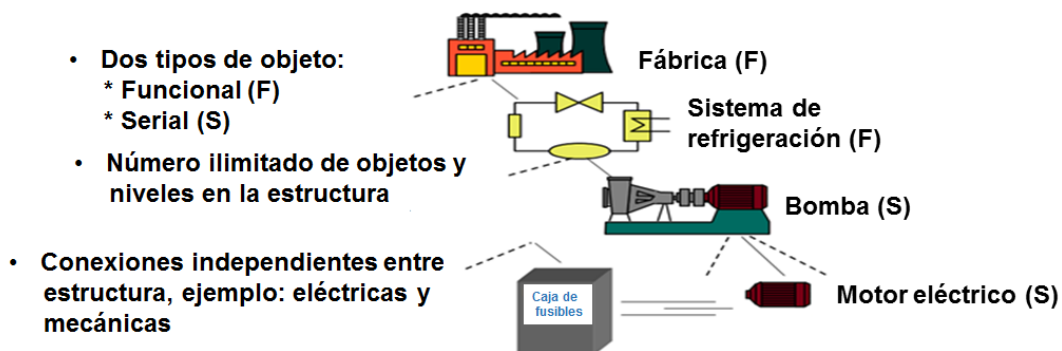 • Dos tipos de objeto:
* Funcional (F)
* Serial (S)
• Número ilimitado de objetos y
niveles en la estructura
• Conexiones independientes entre
estructura, ejemplo: eléctricas y
mecánicas
Fábrica (F)
Sistema de
refrigeración (F)
Bomba (S)
Caja de
fusibles
Motor eléctrico (S)